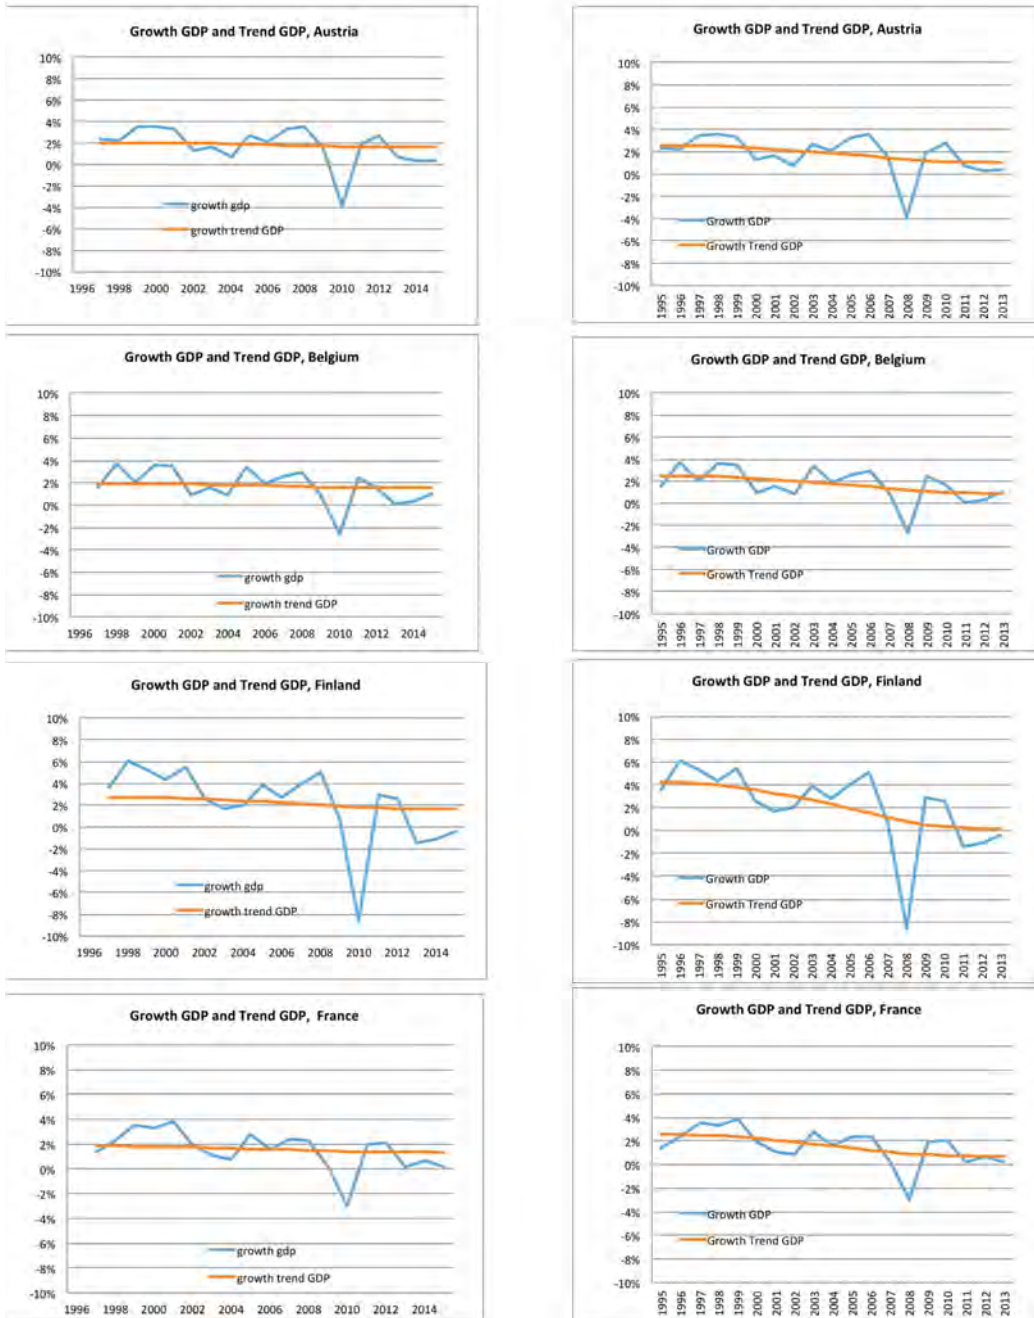 Growth GDP and Trend GDP, Austria
10%
8%
6%
4%
2%
0%
-2%
-4%
-6%
-8%
-10%
growth gdp
growth trend GDP
1996 1998 2000 2002 2004 2006 2008 2010 2012 2014
Growth GDP and Trend GDP, Austria
10%
8%
6%
4%
2%
0%
-2%
-4%
-6%
-8%
-10%
Growth GDP
Growth Trend GDP
1995 1996 1997 1998 1999 2000 2001 2002 2003 2004 2005 2006 2007 2008 2009 2010 2011 2012 2013
Growth GDP and Trend GDP, Belgium
10%
8%
6%
4%
2%
0%
-2%
-4%
-6%
-8%
-10%
growth gdp
growth trend GDP
1996 1998 2000 2002 2004 2006 2008 2010 2012 2014
Growth GDP and Trend GDP, Belgium
10%
8%
6%
4%
2%
0%
-2%
-4%
-6%
-8%
-10%
Growth GDP
Growth Trend GDP
1995 1996 1997 1998 1999 2000 2001 2002 2003 2004 2005 2006 2007 2008 2009 2010 2011 2012 2013
Growth GDP and Trend GDP, Finland
10%
8%
6%
4%
2%
0%
-2%
-4%
-6%
-8%
-10%
growth gdp
growth trend GDP
1996 1998 2000 2002 2004 2006 2008 2010 2012 2014
Growth GDP and Trend GDP, Finland
10%
8%
6%
4%
2%
0%
-2%
-4%
-6%
-8%
-10%
Growth GDP
Growth Trend GDP
1995 1996 1997 1998 1999 2000 2001 2002 2003 2004 2005 2006 2007 2008 2009 2010 2011 2012 2013
Growth GDP and Trend GDP, France
10%
8%
6%
4%
2%
0%
-2%
-4%
-6%
-8%
-10%
growth gdp
growth trend GDP
1996 1998 2000 2002 2004 2006 2008 2010 2012 2014
Growth GDP and Trend GDP, France
10%
8%
6%
4%
2%
0%
-2%
-4%
-6%
-8%
-10%
Growth GDP
Growth Trend GDP
1995 1996 1997 1998 1999 2000 2001 2002 2003 2004 2005 2006 2007 2008 2009 2010 2011 2012 2013